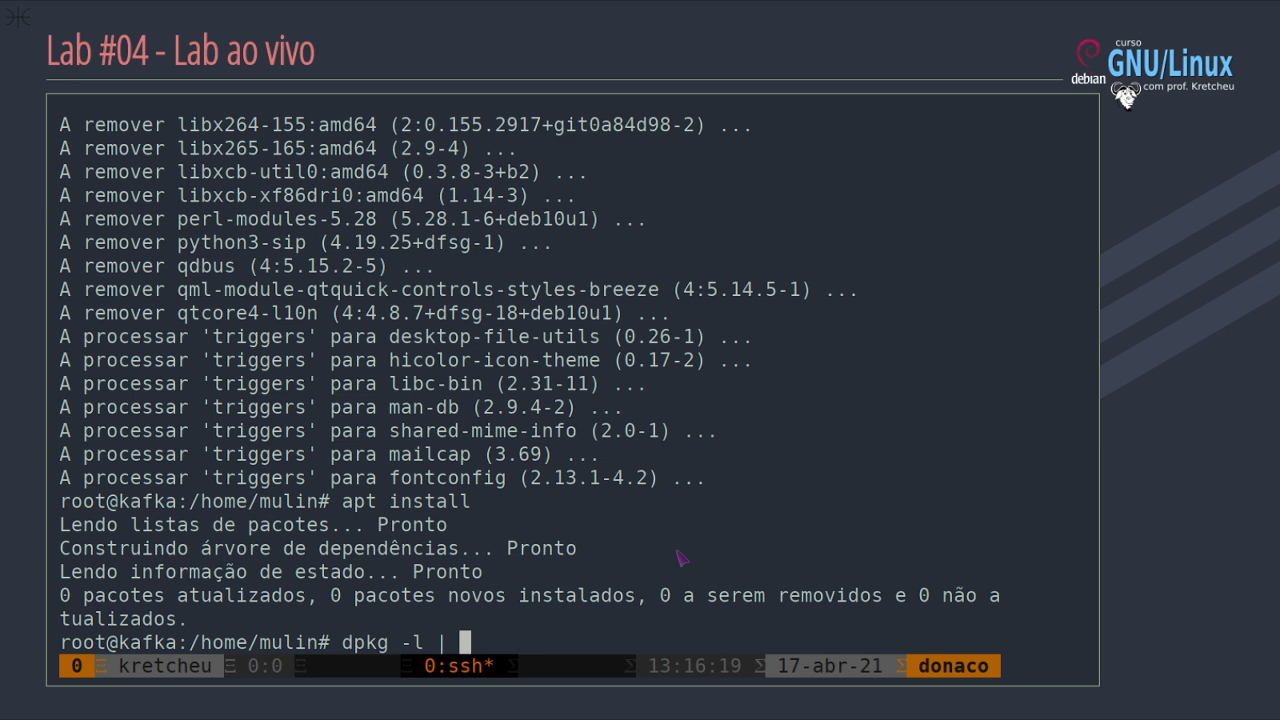 Lab #04 - Lab ao vivo
curso
GNU/Linux
debian
com prof. Kretcheu
A remover libx264-155:amd64 (2:0.155.2917+git0a84d98-2) ...
A remover libx265-165:amd64 (2.9-4) ...
A remover libxcb-util0:amd64 (0.3.8-3+b2) ...
A remover libxcb-xf86dri0:amd64 (1.14-3) ...
A remover perl-modules-5.28 (5.28.1-6+deb10u1) ...
A remover python3-sip (4.19.25+dfsg-1) ...
A remover qdbus (4:5.15.2-5) ...
A remover qml-module-qtquick-controls-styles-breeze (4:5.14.5-1) ...
A remover qtcore4-l10n (4:4.8.7+dfsg-18+deb10u1) ...
A processar 'triggers' para desktop-file-utils (0.26-1) ...
A processar 'triggers' para hicolor-icon-theme (0.17-2) ...
A processar 'triggers' para libc-bin (2.31-11) ...
A processar 'triggers' para man-db (2.9.4-2) ...
A processar 'triggers' para shared-mime-info (2.0-1) ...
A processar 'triggers' para mailcap (3.69) ...
A processar 'triggers' para fontconfig (2.13.1-4.2) ...
root@kafka:/home/mulin# apt install
Lendo listas de pacotes... Pronto
Construindo árvore de dependências... Pronto
Lendo informação de estado... Pronto
0 pacotes atualizados, 0 pacotes novos instalados, 0 a serem removidos e 0 não a
tualizados.
root@kafka:/home/mulin# dpkg -l |
0 Ξ kretcheu Ξ 0:0 Ξ Ξ 0:ssh* Σ Σ 13:16:19 Σ 17-abr-21 Σ donaco